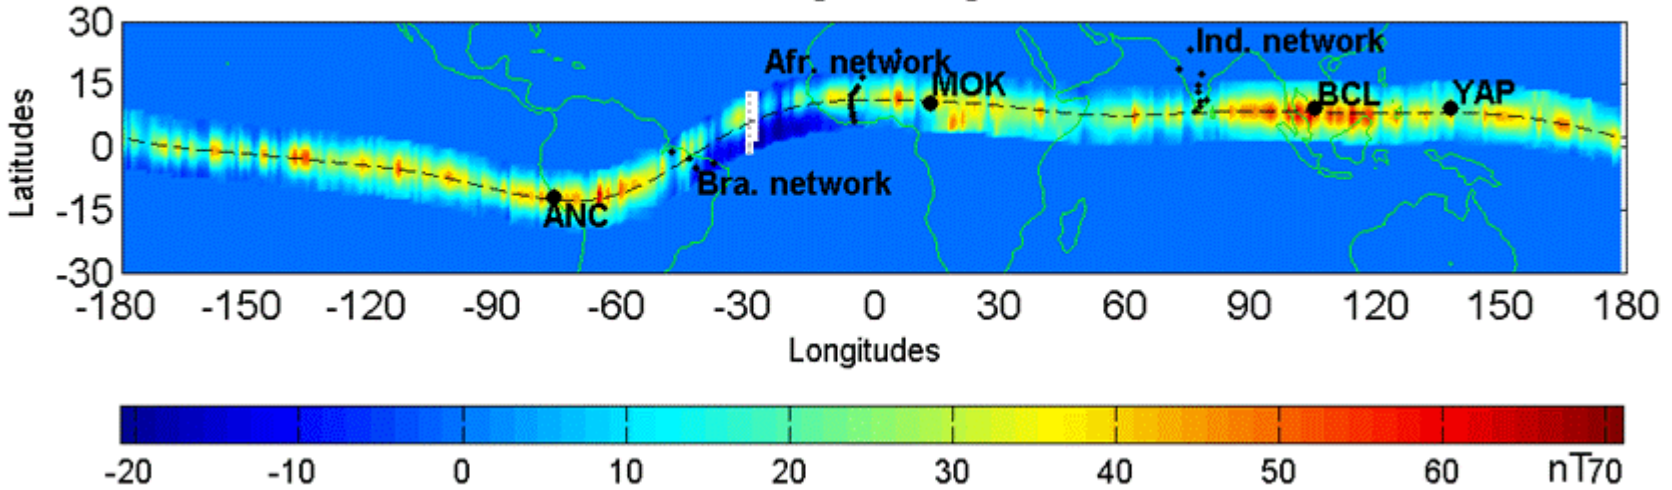 30
15
0
-15
-30
Latitudes
Afr. network
MOK
Ind. network
BCL
YAP
Bra. network
ANC
-180 -150 -120 -90 -60 -30 0 30 60 90 120 150 180
Longitudes
-20 -10 0 10 20 30 40 50 60 nT70